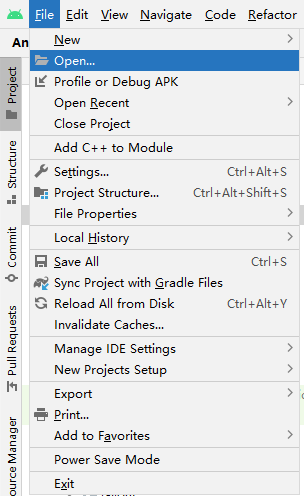 File Edit View Navigate Code Refactor
An
New
Open...
Profile or Debug APK
Open Recent
Close Project
Add C++ to Module
Settings... Ctrl+Alt+S
Project Structure... Ctrl+Alt+Shift+S
File Properties
Local History
Save All Ctrl+S
Sync Project with Gradle Files
Reload All from Disk Ctrl+Alt+Y
Invalidate Caches...
Manage IDE Settings
New Projects Setup
Export
Print...
Add to Favorites
Power Save Mode
Exit
Project
Structure
Commit
Pull Requests
ource Manager